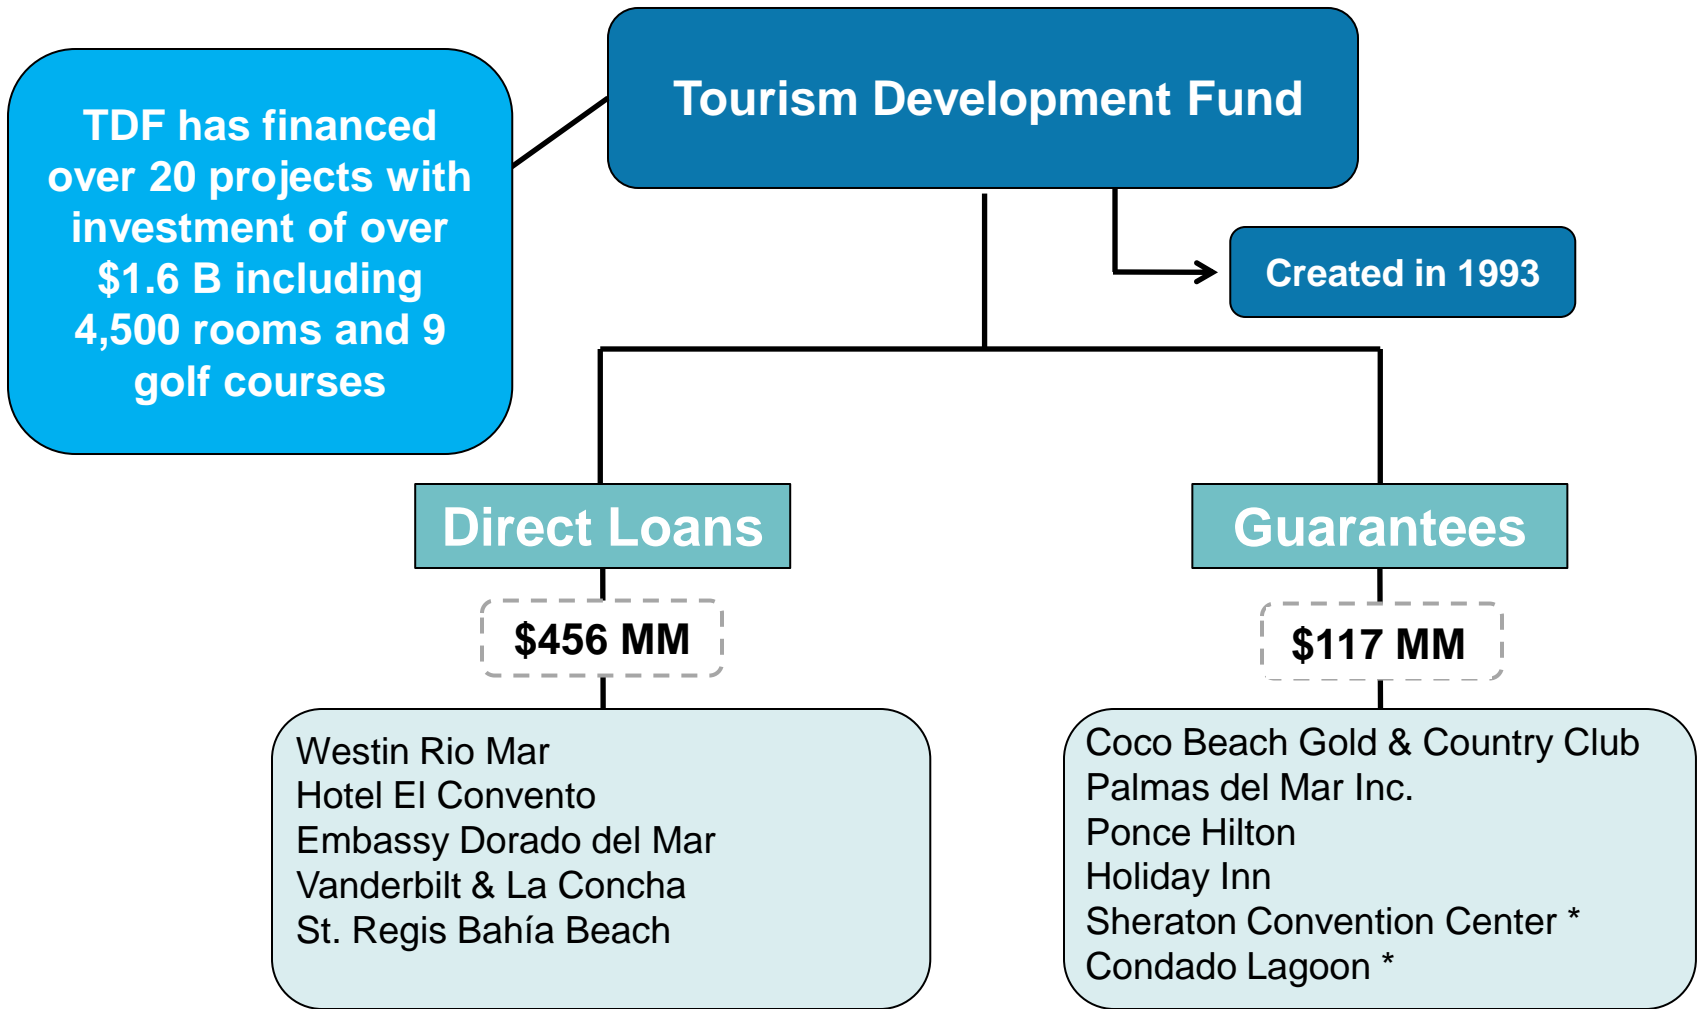 Tourism Development Fund
TDF has financed
over 20 projects with
investment of over
$1.6 B including
4,500 rooms and 9
golf courses
Created in 1993
Direct Loans
$456 MM
Westin Rio Mar
Hotel El Convento
Embassy Dorado del Mar
Vanderbilt & La Concha
St. Regis Bahía Beach
Guarantees
$117 MM
Coco Beach Gold & Country Club
Palmas del Mar Inc.
Ponce Hilton
Holiday Inn
Sheraton Convention Center *
Condado Lagoon *